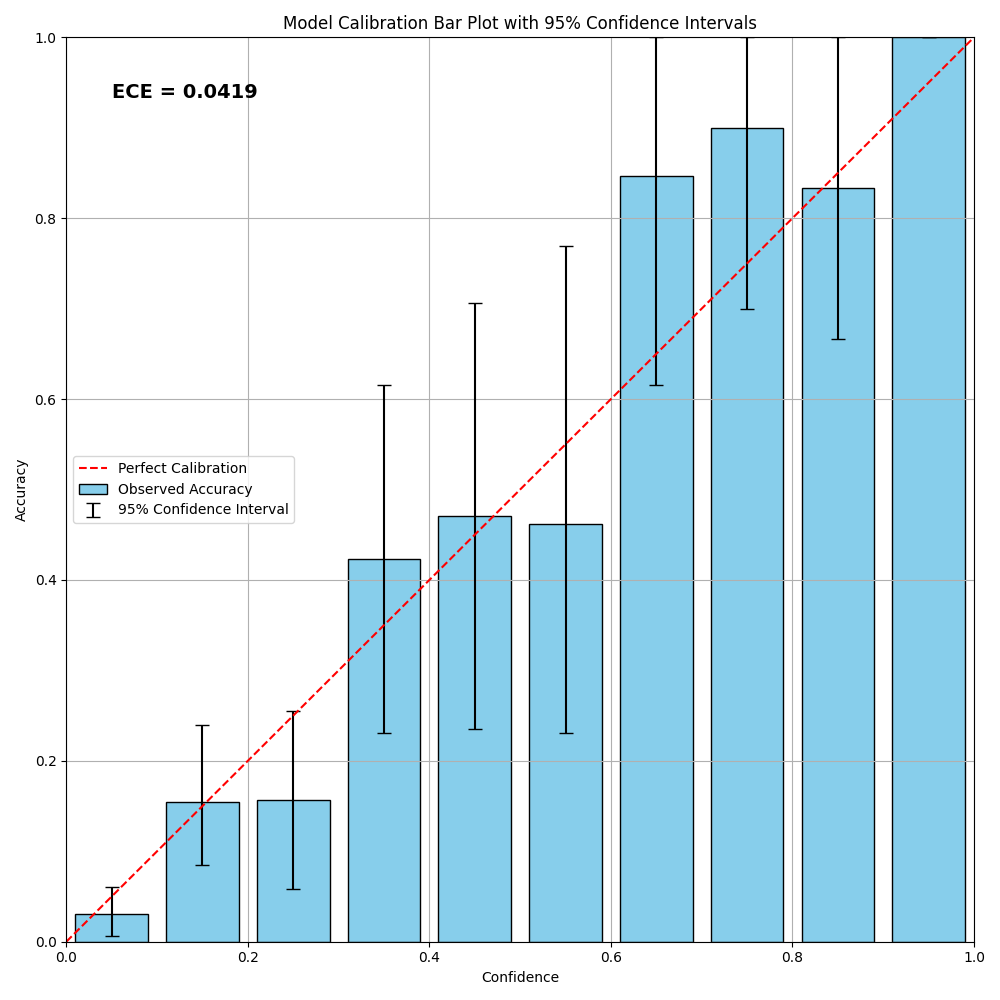 Model Calibration Bar Plot with 95% Confidence Intervals
ECE = 0.0419
1.0
0.8
0.6
0.4
0.2
0.0
Accuracy
Perfect Calibration
Observed Accuracy
95% Confidence Interval
0.0 0.2 0.4 0.6 0.8 1.0
Confidence